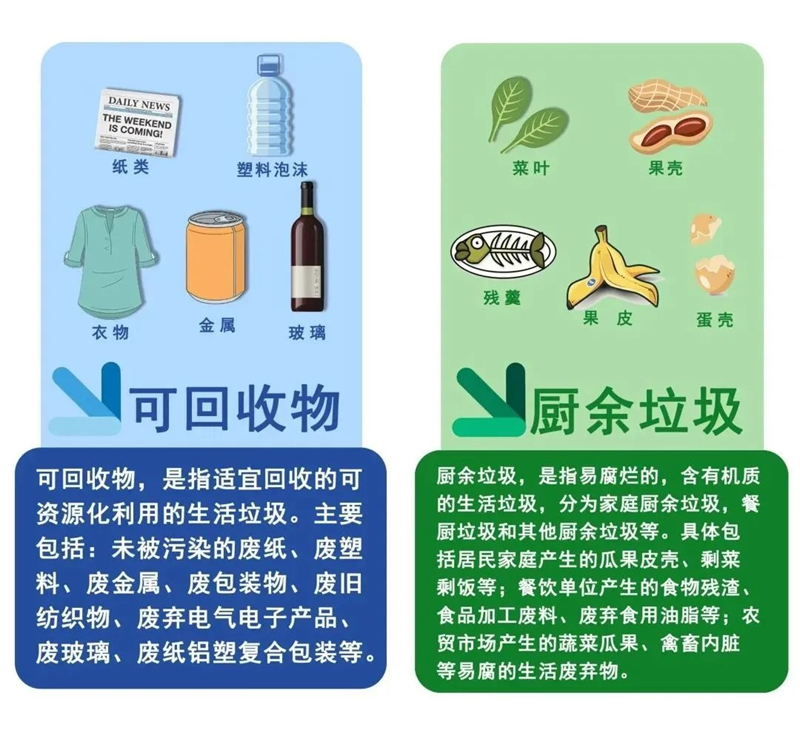 DAILY NEWS
THE WEEKEND
IS COMING!
纸类
塑料泡沫
衣物
金属
玻璃
可回收物
可回收物，是指适宜回收的可
资源化利用的生活垃圾。主要
包括：未被污染的废纸、废塑
料、废金属、废包装物、废旧
纺织物、废弃电气电子产品、
废玻璃、废纸铝塑复合包装等。
菜叶
果壳
残羹
果皮
蛋壳
厨余垃圾
厨余垃圾，是指易腐烂的，含有机质
的生活垃圾，分为家庭厨余垃圾，餐
厨垃圾和其他厨余垃圾等。具体包
括居民家庭产生的瓜果皮壳、剩菜
剩饭等；餐饮单位产生的食物残渣、
食品加工废料、废弃食用油脂等；农
贸市场产生的蔬菜瓜果、禽畜内脏
等易腐的生活废弃物。